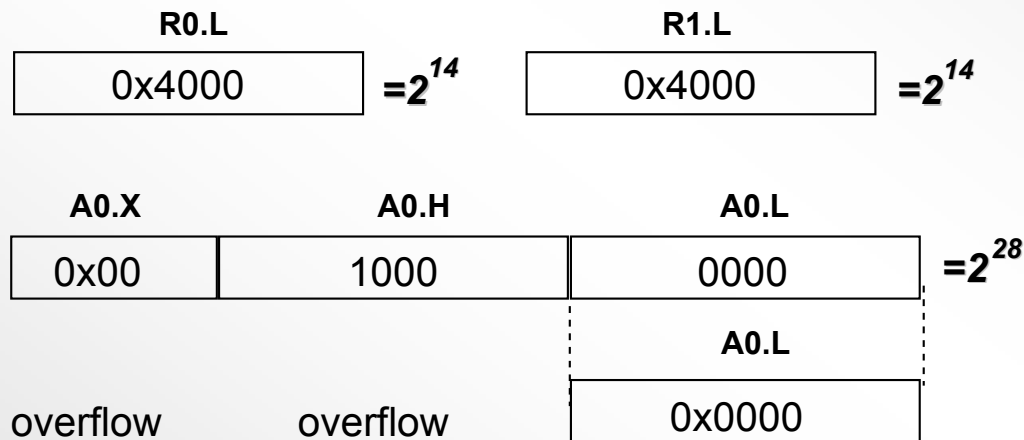 R0.L R1.L
0x4000 =2^14 0x4000 =2^14
A0.X A0.H A0.L
0x00 1000 0000 =2^28
A0.L
overflow overflow 0x0000